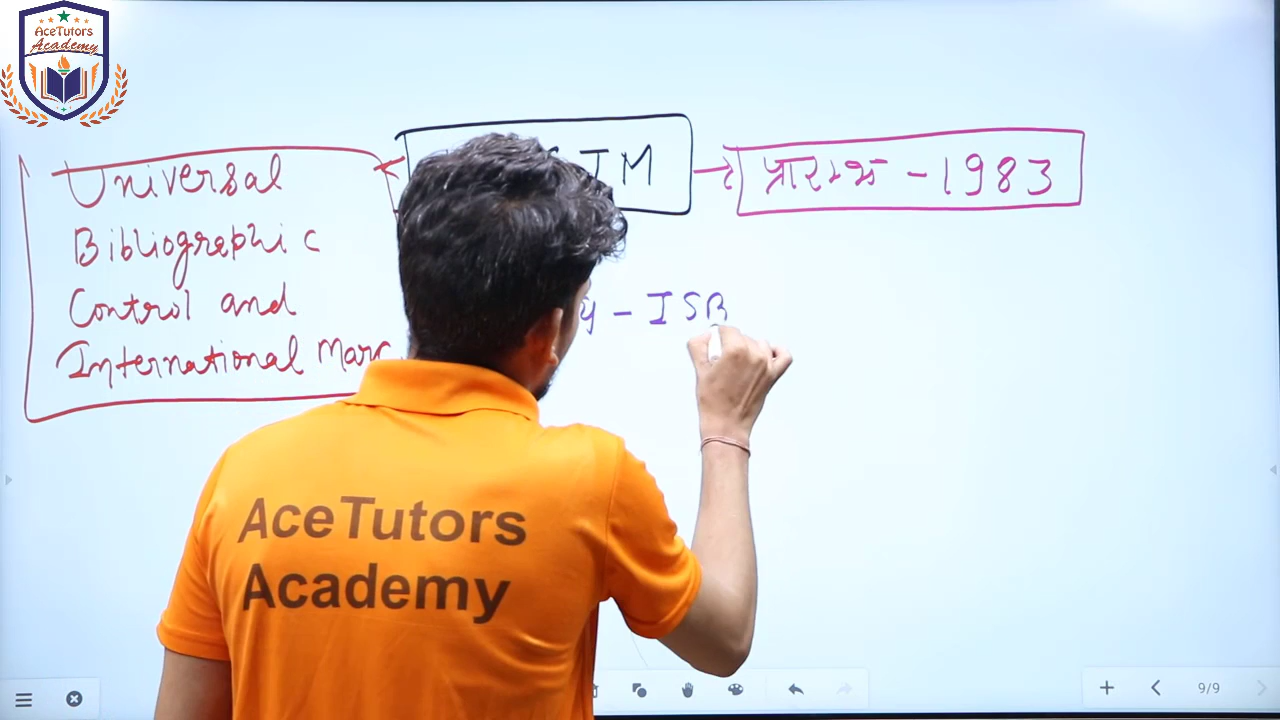 AceTutors
Academy
Universal
Bibliographic
Control and
International Marc
IM
प्रारम्भ - 1983
y - ISB
AceTutors
Academy
9/9